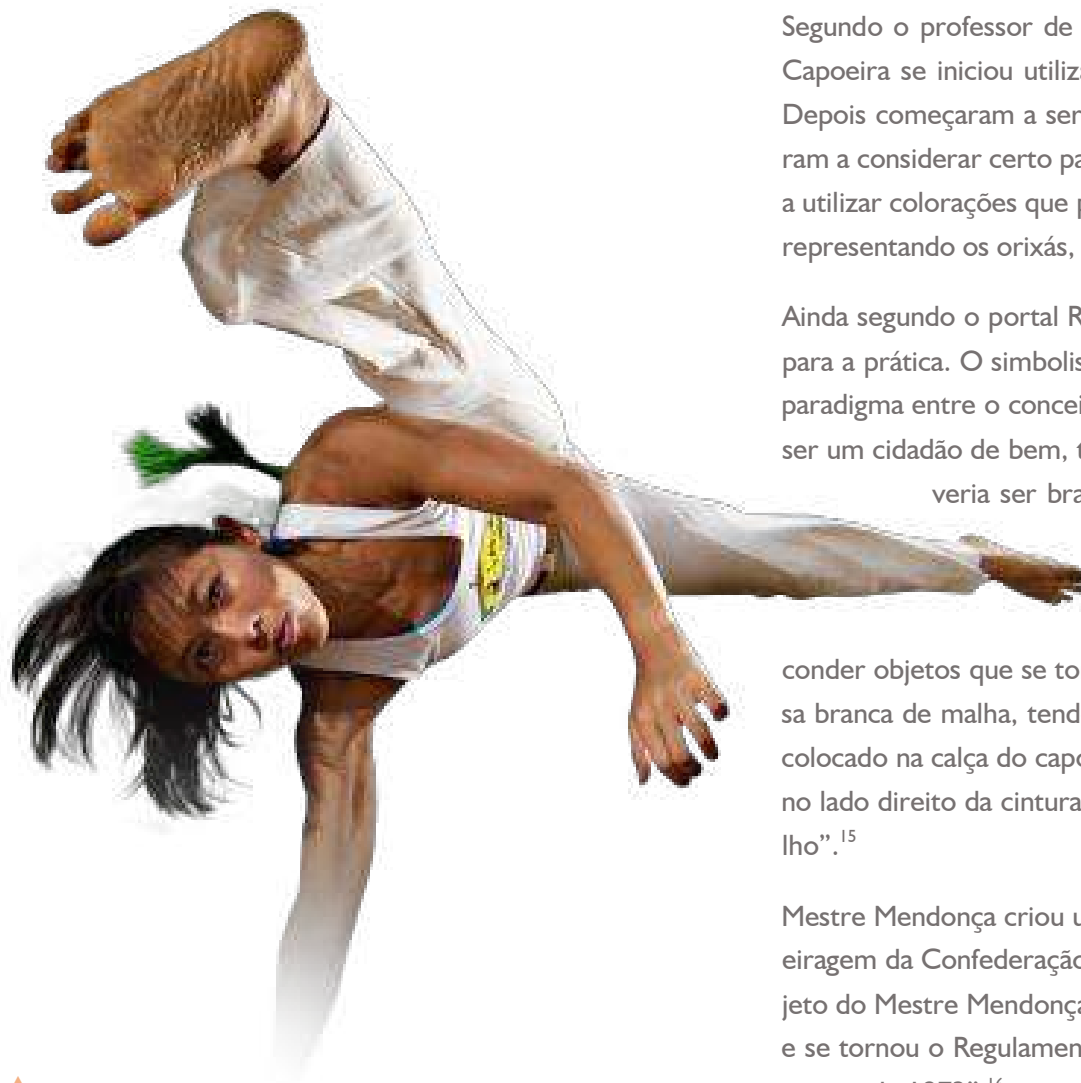 Segundo o professor de
Capoeira se iniciou utiliz
Depois começaram a ser
ram a considerar certo pa
a utilizar colorações que p
representando os orixás,
Ainda segundo o portal R
para a prática. O simbolis
paradigma entre o concei
ser um cidadão de bem, t
veria ser bra
conder objetos que se to
sa branca de malha, tend
colocado na calça do capo
no lado direito da cintura
lho”.15
Mestre Mendonça criou u
eiragem da Confederação
jeto do Mestre Mendonça
e se tornou o Regulamen